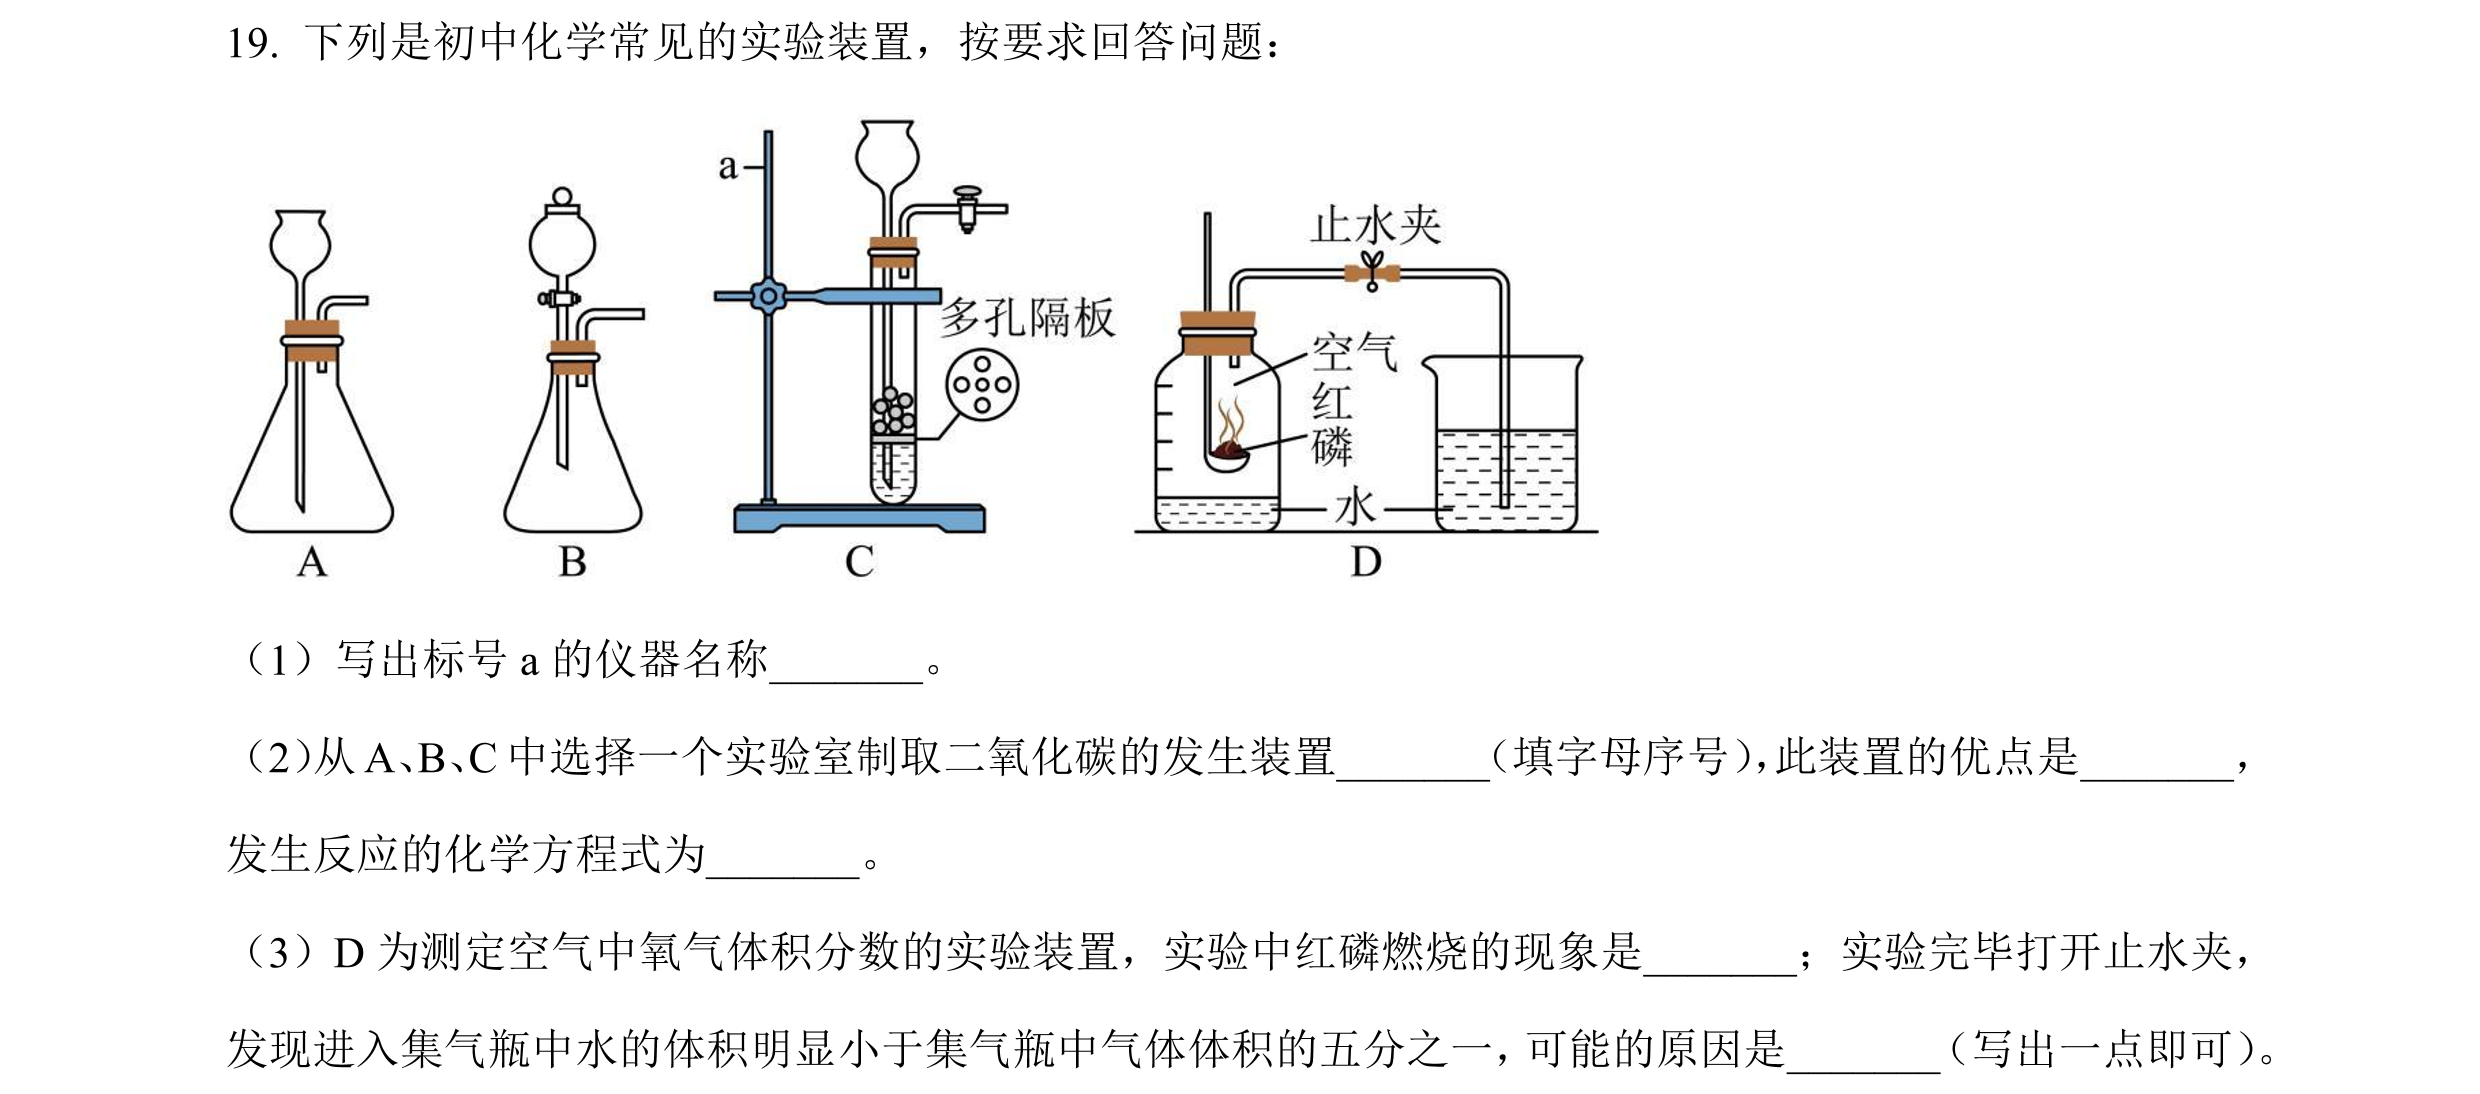 19. 下列是初中化学常见的实验装置，按要求回答问题：
a
止水夹
多孔隔板
空气
红
磷
水
A
B
C
D
（1）写出标号 a 的仪器名称_______。
（2）从 A、B、C 中选择一个实验室制取二氧化碳的发生装置_______（填字母序号），此装置的优点是_______，
发生反应的化学方程式为_______。
（3）D 为测定空气中氧气体积分数的实验装置，实验中红磷燃烧的现象是_______；实验完毕打开止水夹，
发现进入集气瓶中水的体积明显小于集气瓶中气体体积的五分之一，可能的原因是_______（写出一点即可）。